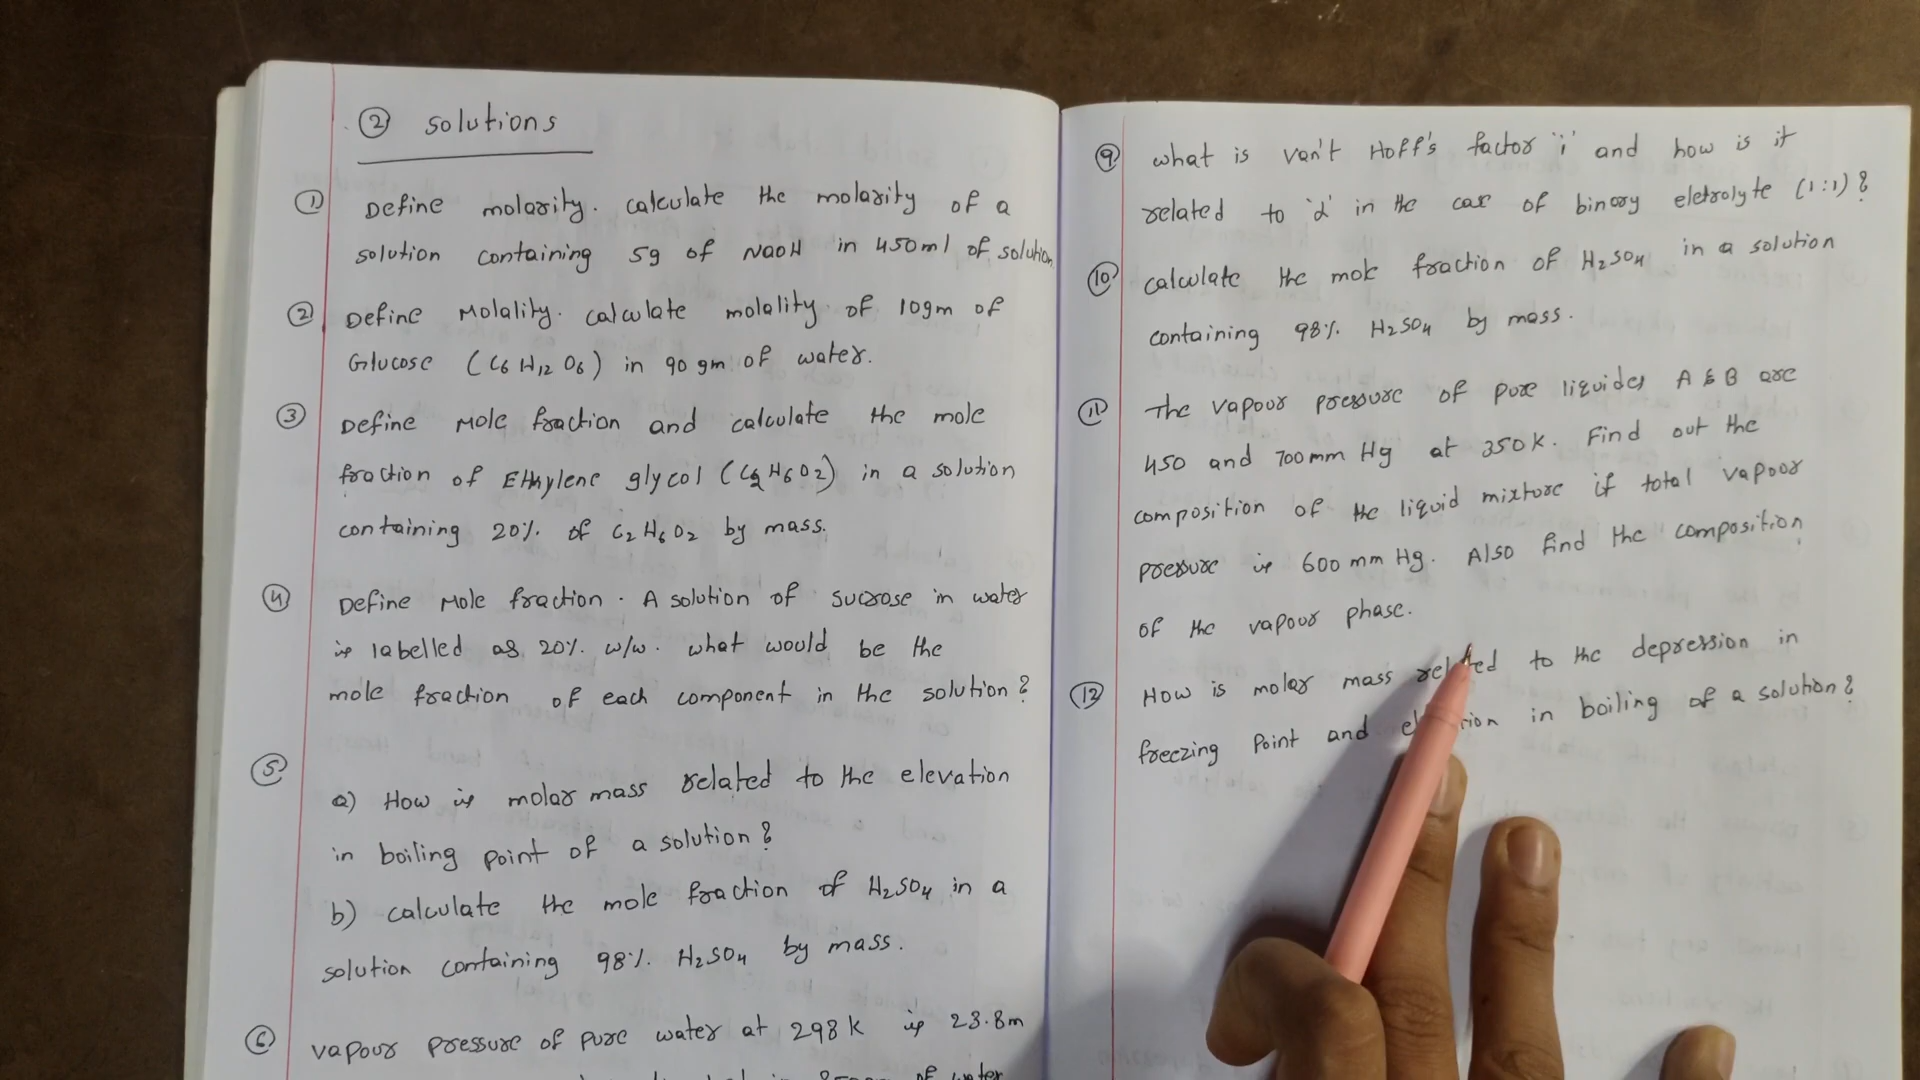 ② solutions
① Define molarity. calculate the molarity of a
solution containing 5g of NaOH in 450ml of solution
② Define Molality. calculate molality of 10gm of
Glucose (C6 H12 O6) in 90 gm of water.
③ Define Mole fraction and calculate the mole
fraction of Ethylene glycol (C2 H6 O2) in a solution
containing 20% of C2 H6 O2 by mass.
④ Define Mole fraction. A solution of sucrose in water
is labelled as 20% w/w. what would be the
mole fraction of each component in the solution?
⑤ a) How is molar mass related to the elevation
in boiling point of a solution?
b) calculate the mole fraction of H2SO4 in a
solution containing 98% H2SO4 by mass.
⑥ vapour pressure of pure water at 298 k is 23.8m
of water
⑨ what is van't Hoff's factor 'i' and how is it
related to 'α' in the case of binary eletrolyte (1:1)?
⑩ calculate the mole fraction of H2SO4 in a solution
containing 98% H2SO4 by mass.
⑪ The vapour pressure of pure liquides A & B are
450 and 700mm Hg at 350k. Find out the
composition of the liquid mixture if total vapour
pressure is 600 mm Hg. Also find the composition
of the vapour phase.
⑫ How is molar mass related to the depression in
freezing point and in boiling of a solution?